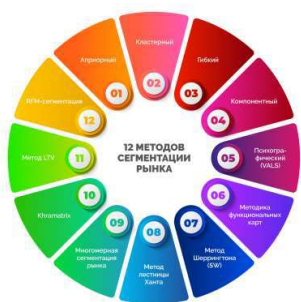 12 МЕТОДОВ
СЕГМЕНТАЦИИ
РЫНКА
Априорный
01
Кластерный
02
Гибкий
03
Компонентный
04
Психогра-
фический
(VALS)
05
Методика
функциональных
карт
06
Метод
Шеррингтона
(5W)
07
Метод
лестницы
Ханта
08
Многомерная
сегментация
рынка
09
Khramatrix
10
Метод LTV
11
RFM-сегментация
12